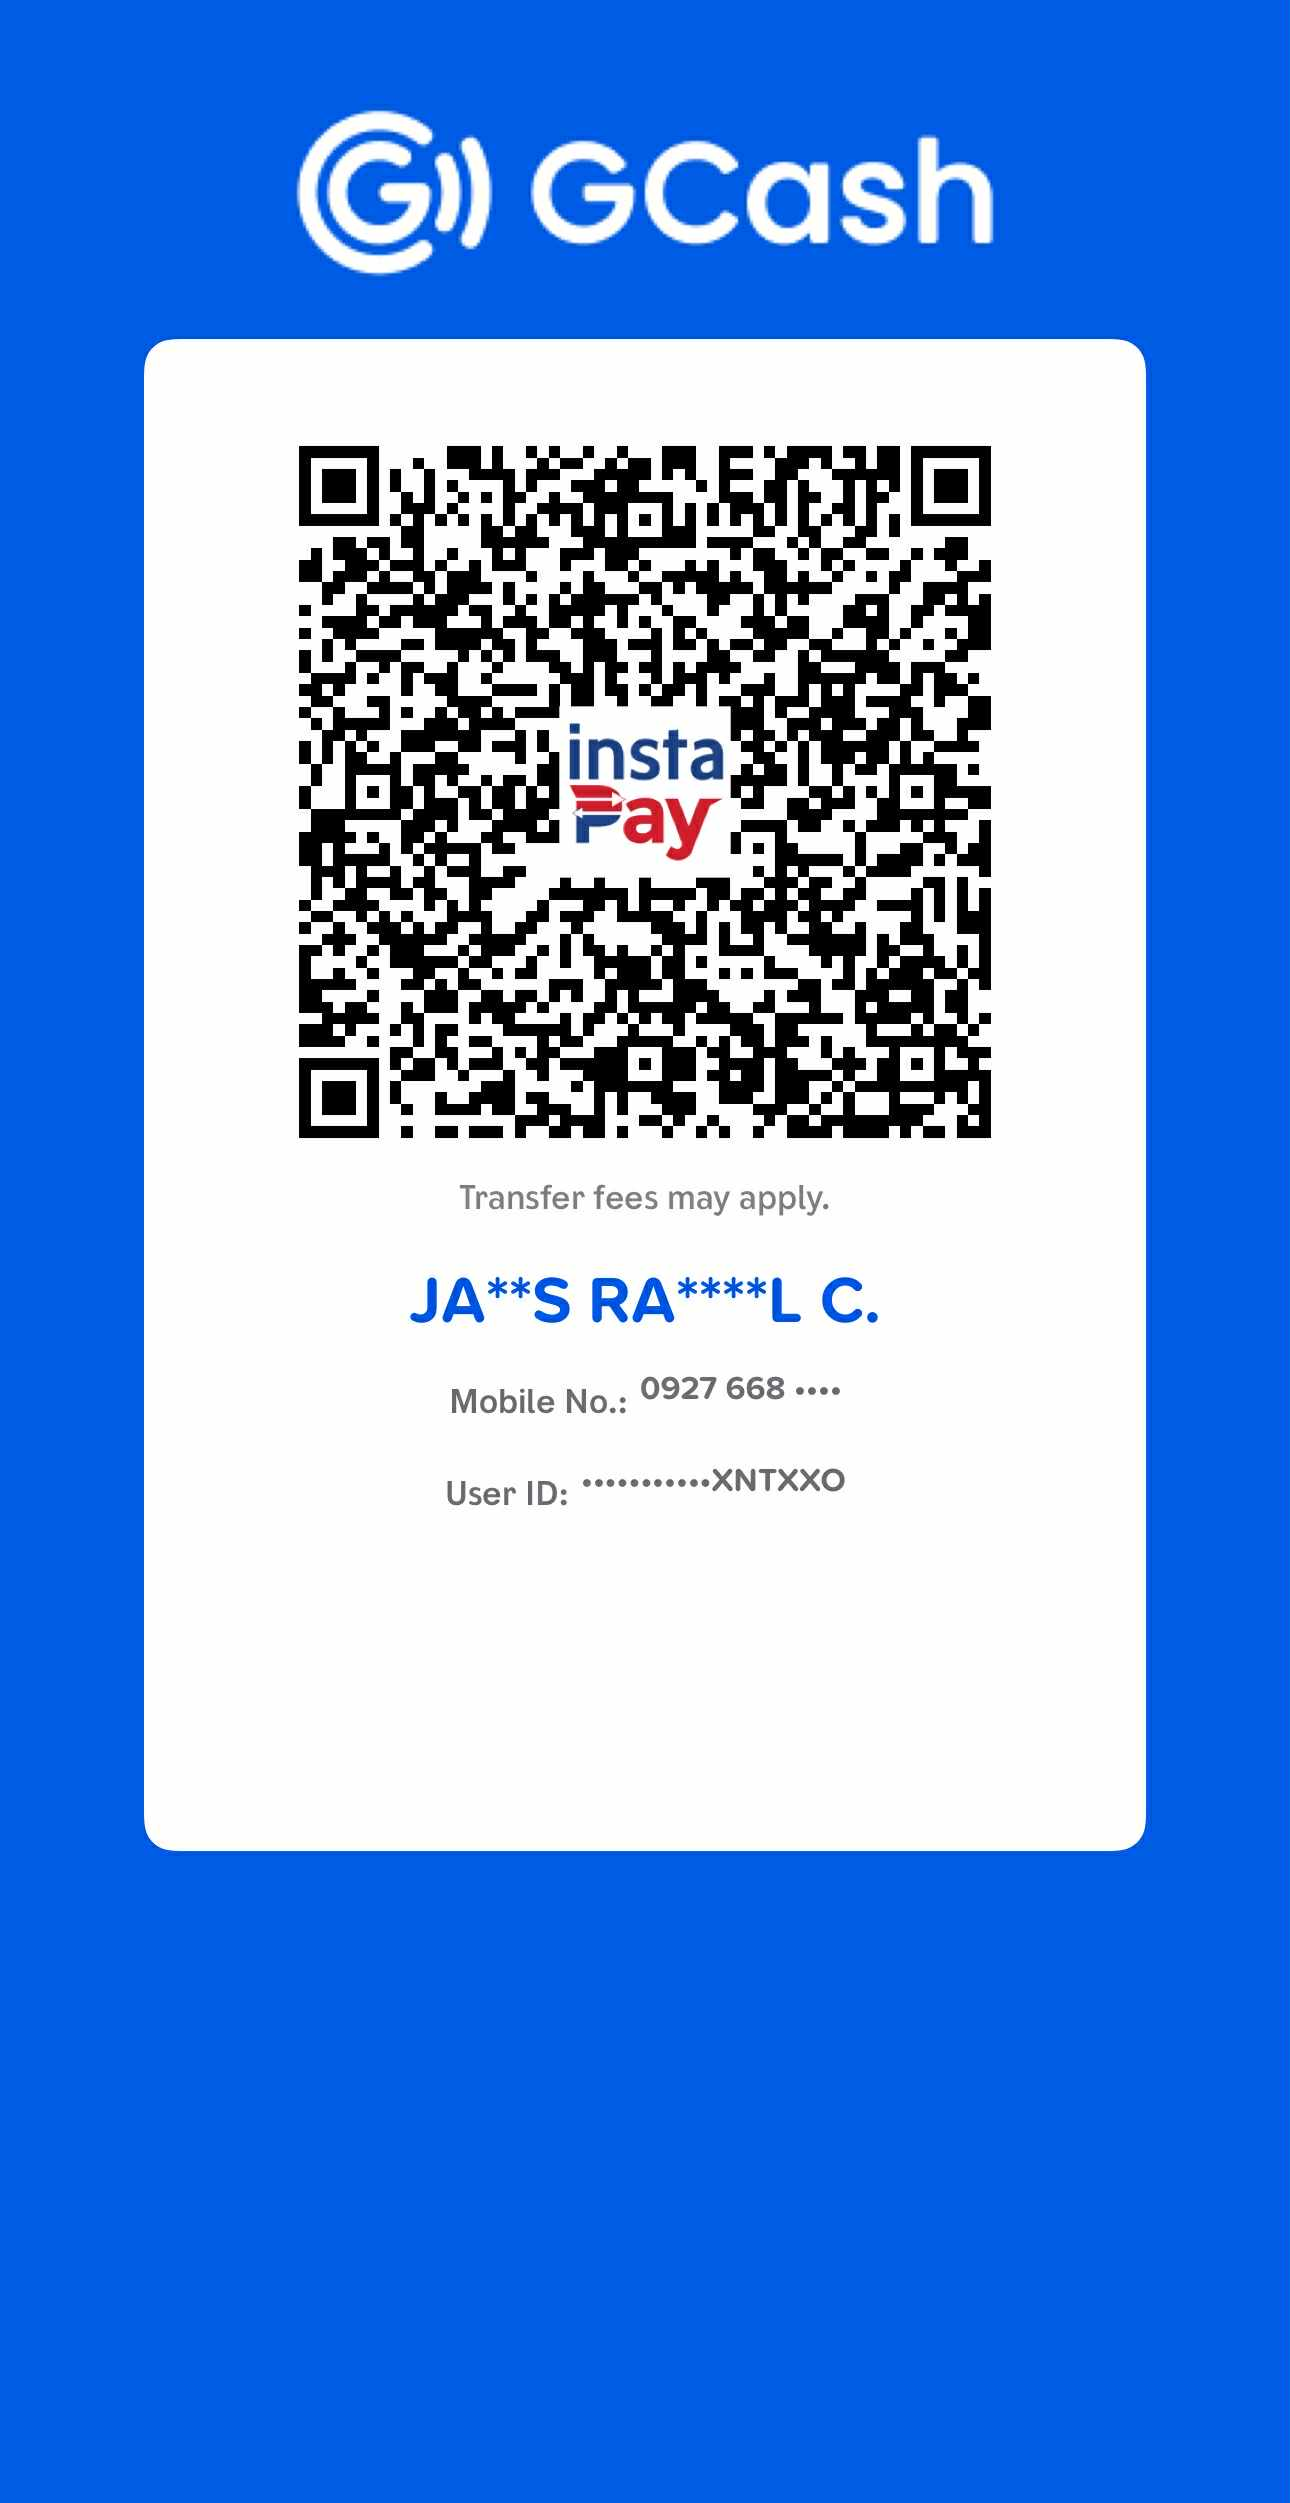 GCash
insta
Pay
Transfer fees may apply.
JA**S RA****L C.
Mobile No.: 0927 668 ••••
User ID: •••••••••••XNTXXO